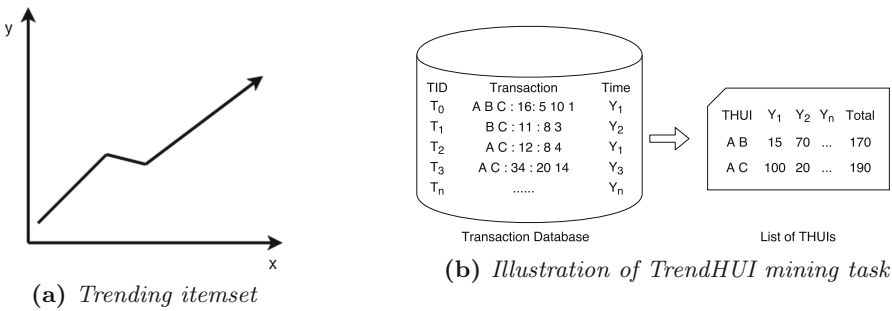 y
x
(a) Trending itemset
TID Transaction Time
T0 A B C : 16: 5 10 1 Y1
T1 B C : 11 : 8 3 Y2
T2 A C : 12 : 8 4 Y1
T3 A C : 34 : 20 14 Y3
Tn ...... Yn
Transaction Database
THUI Y1 Y2 Yn Total
A B 15 70 ... 170
A C 100 20 ... 190
List of THUIs
(b) Illustration of TrendHUI mining task